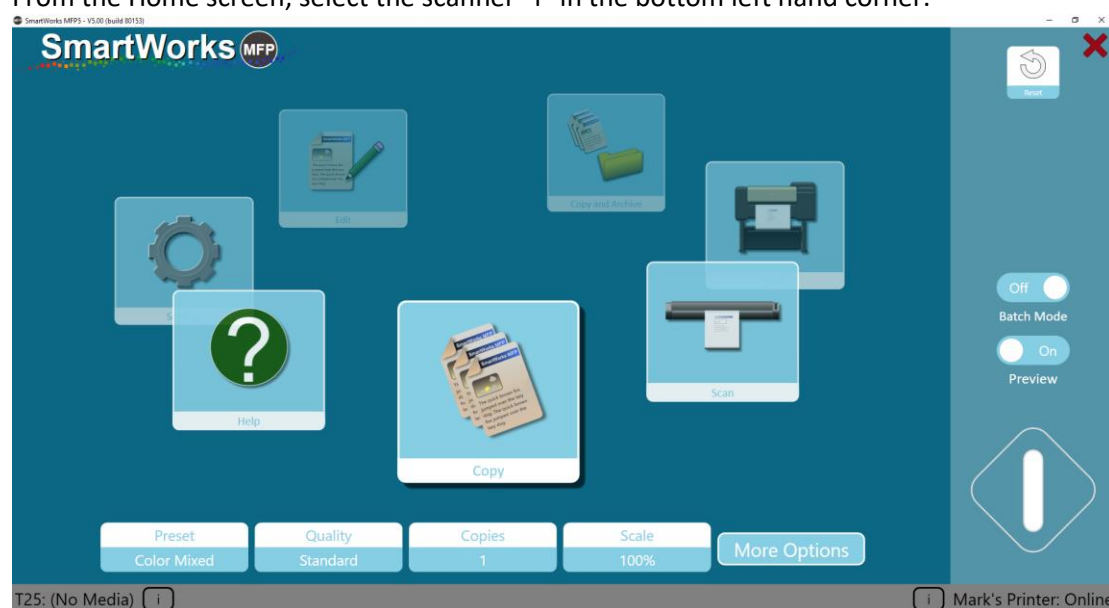 From the Home screen, select the scanner "i" in the bottom left hand corner.
SmartWorks MFP5 - V5.00 (build 80153)
SmartWorks MFP
Reset
Edit
Copy and Archive
Help
Scan
Copy
Off
Batch Mode
On
Preview
Preset
Color Mixed
Quality
Standard
Copies
1
Scale
100%
More Options
T25: (No Media) i
i Mark's Printer: Online